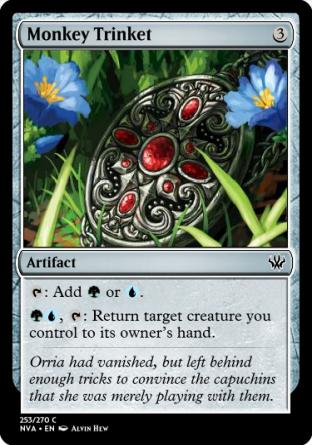 Monkey Trinket 3
Artifact
: Add or .
, : Return target creature you
control to its owner's hand.
Orria had vanished, but left behind
enough tricks to convince the capuchins
that she was merely playing with them.
253/270 C
NVA • EN Alvin Hew